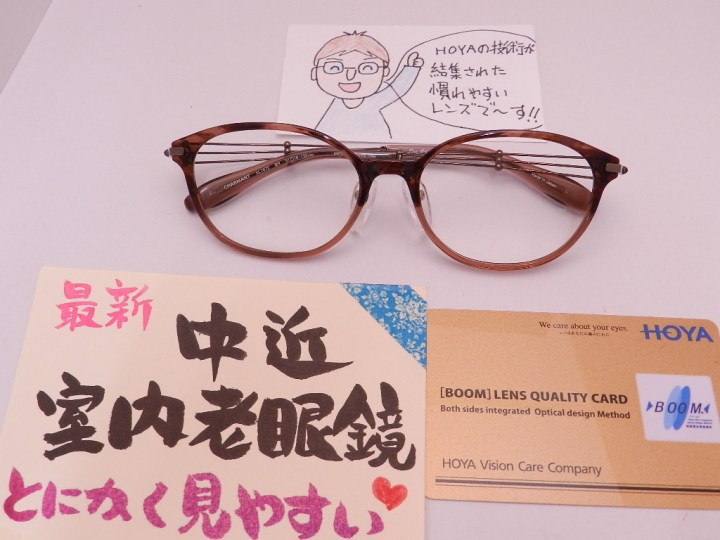 HOYAの技術が
結集された
慣れやすい
レンズで〜す!!
CHARMANT
最新
中近
室内老眼鏡
とにかく見やすい♥
We care about your eyes
HOYA
[BOOM] LENS QUALITY CARD
Both sides integrated Optical design Method
BOOM
HOYA Vision Care Company